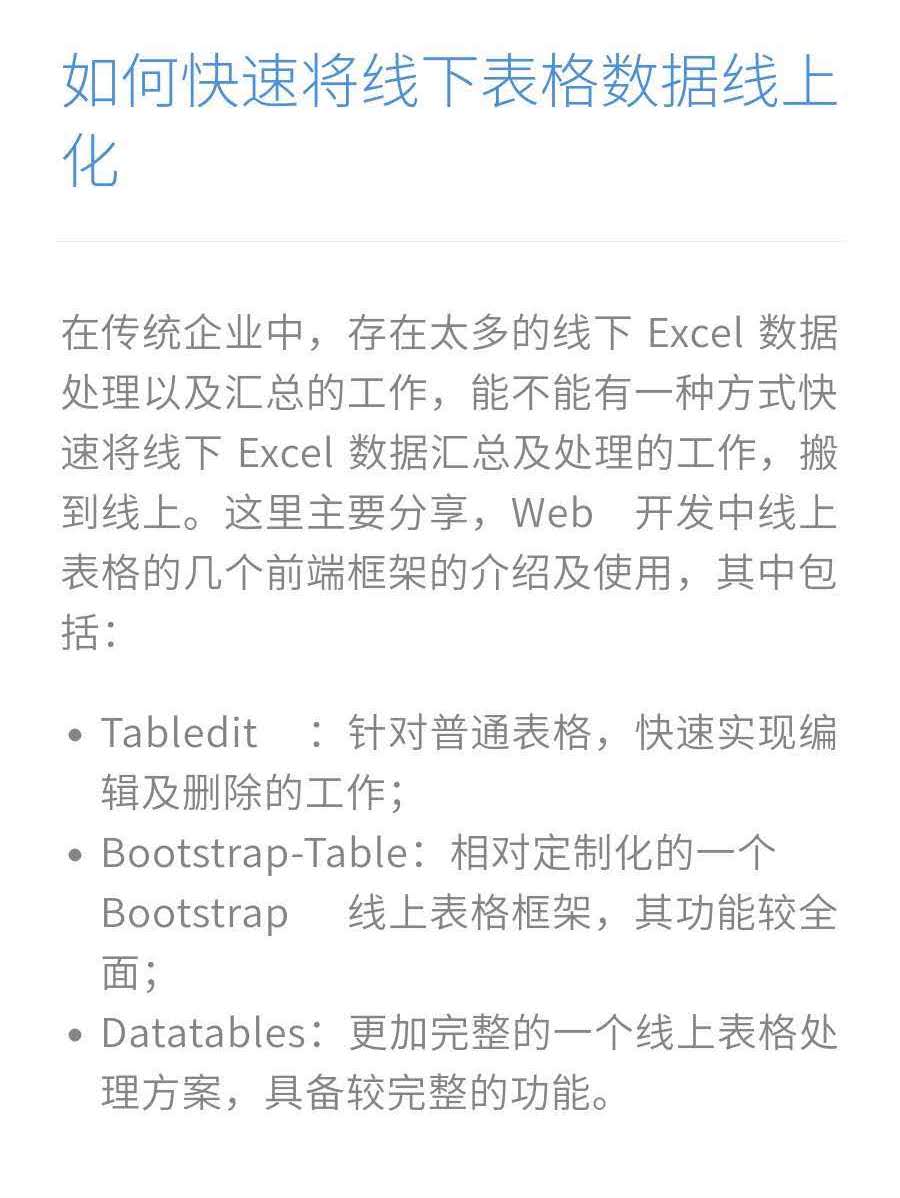 如何快速将线下表格数据线上
化
在传统企业中，存在太多的线下 Excel 数据
处理以及汇总的工作，能不能有一种方式快
速将线下 Excel 数据汇总及处理的工作，搬
到线上。这里主要分享，Web 开发中线上
表格的几个前端框架的介绍及使用，其中包
括：
• Tabledit ：针对普通表格，快速实现编
辑及删除的工作；
• Bootstrap-Table：相对定制化的一个
Bootstrap 线上表格框架，其功能较全
面；
• Datatables：更加完整的一个线上表格处
理方案，具备较完整的功能。